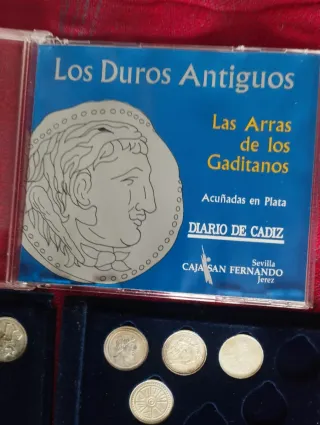 Los Duros Antiguos
Las Arras
de los
Gaditanos
Acuñadas en Plata
DIARIO DE CADIZ
Sevilla
CAJA SAN FERNANDO
Jerez